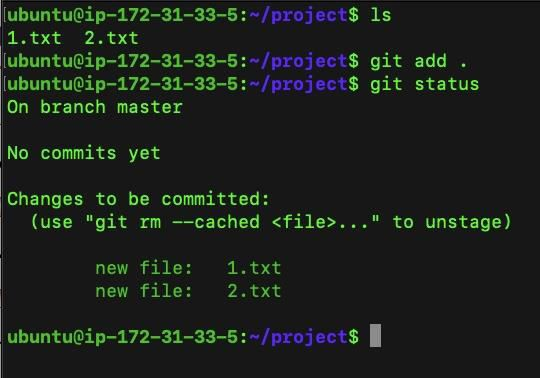 ubuntu@ip-172-31-33-5:~/project$ ls
1.txt  2.txt
ubuntu@ip-172-31-33-5:~/project$ git add .
ubuntu@ip-172-31-33-5:~/project$ git status
On branch master
No commits yet
Changes to be committed:
  (use "git rm --cached <file>..." to unstage)
        new file:   1.txt
        new file:   2.txt
ubuntu@ip-172-31-33-5:~/project$